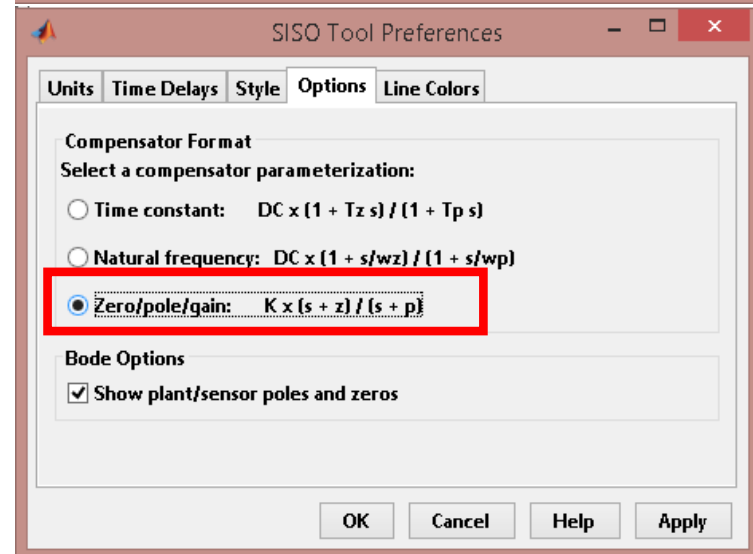 SISO Tool Preferences
Units Time Delays Style Options Line Colors
Compensator Format
Select a compensator parameterization:
Time constant: DC x (1 + Tz s) / (1 + Tp s)
Natural frequency: DC x (1 + s/wz) / (1 + s/wp)
Zero/pole/gain: K x (s + z) / (s + p)
Bode Options
Show plant/sensor poles and zeros
OK Cancel Help Apply